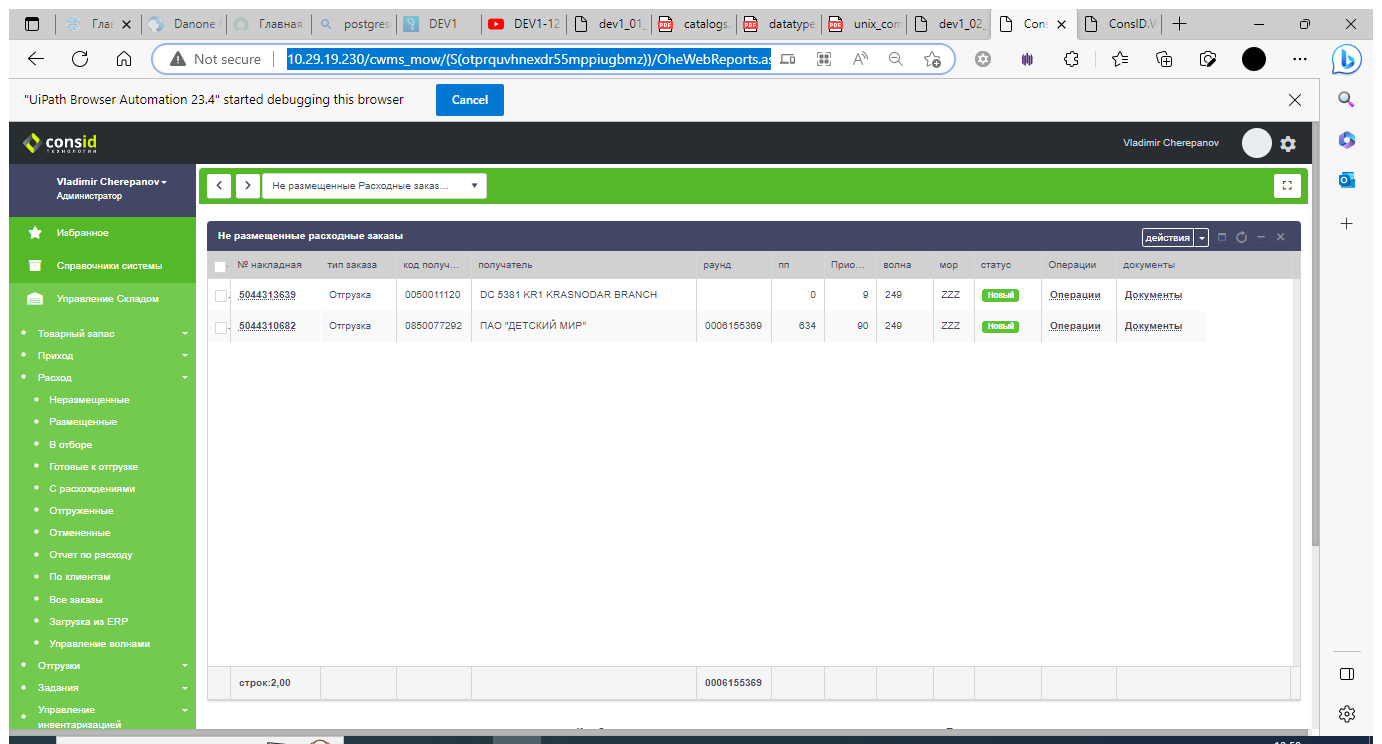 Глав
Danone
Главная
postgres
DEV1
DEV1-12
dev1_01_
catalogs
datatype
unix_com
dev1_02_
Cons
ConsID.W
Not secure
10.29.19.230/cwms_mow/(S(otprquvhnexdr55mppiugbmz))/OheWebReports.as
"UiPath Browser Automation 23.4" started debugging this browser
Cancel
consid
ТЕХНОЛОГИИ
Vladimir Cherepanov
Vladimir Cherepanov
Администратор
Не размещенные Расходные заказ...
Избранное
Справочники системы
Управление Складом
Товарный запас
Приход
Расход
Неразмещенные
Размещенные
В отборе
Готовые к отгрузке
С расхождениями
Отгруженные
Отмененные
Отчет по расходу
По клиентам
Все заказы
Загрузка из ERP
Управление волнами
Отгрузки
Задания
Управление
инвентаризацией
Не размещенные расходные заказы
действия
№ накладная тип заказа код получ... получатель раунд пп Прио... волна мор статус Операции документы
5044313639 Отгрузка 0050011120 DC 5381 KR1 KRASNODAR BRANCH 0 9 249 ZZZ Новый Операции Документы
5044310682 Отгрузка 0850077292 ПАО "ДЕТСКИЙ МИР" 0006155369 634 90 249 ZZZ Новый Операции Документы
строк:2,00 0006155369